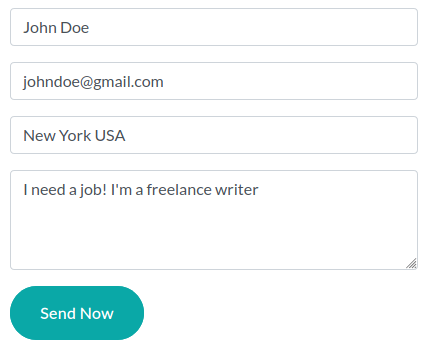 John Doe
johndoe@gmail.com
New York USA
I need a job! I'm a freelance writer
Send Now